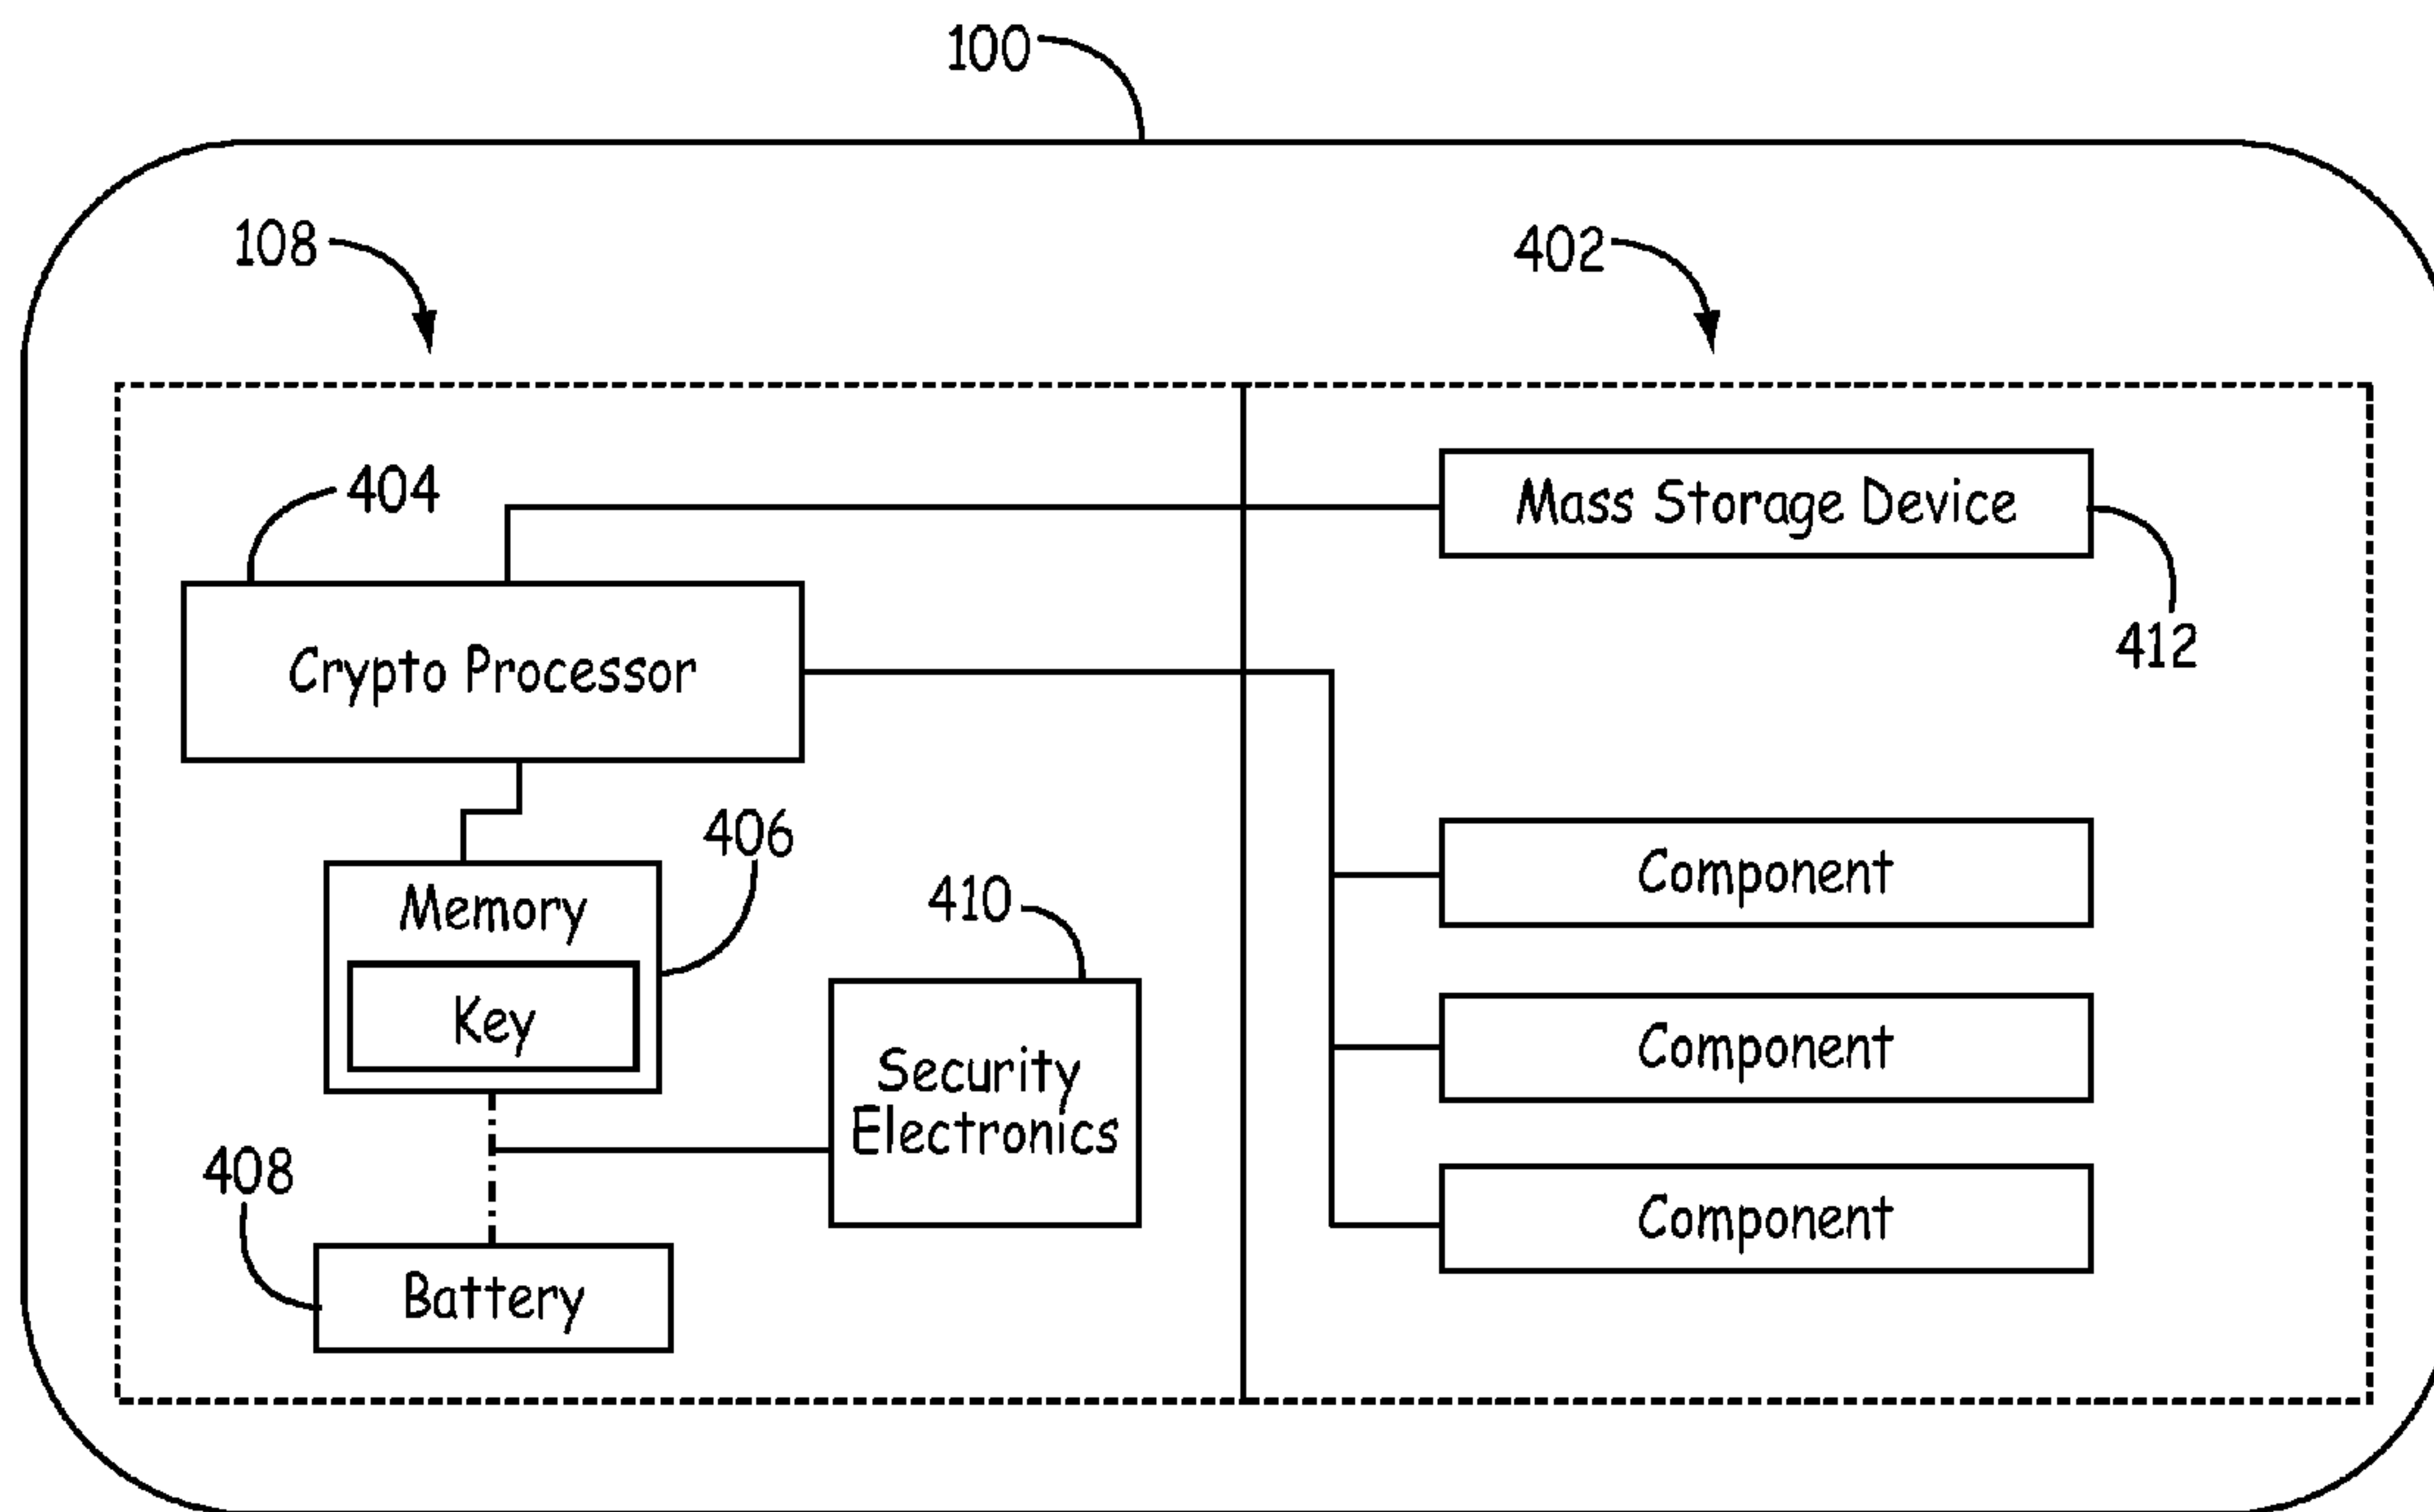 100
108
402
404
Mass Storage Device
412
Crypto Processor
406
Memory
410
Component
Key
Security
Electronics
Component
408
Component
Battery